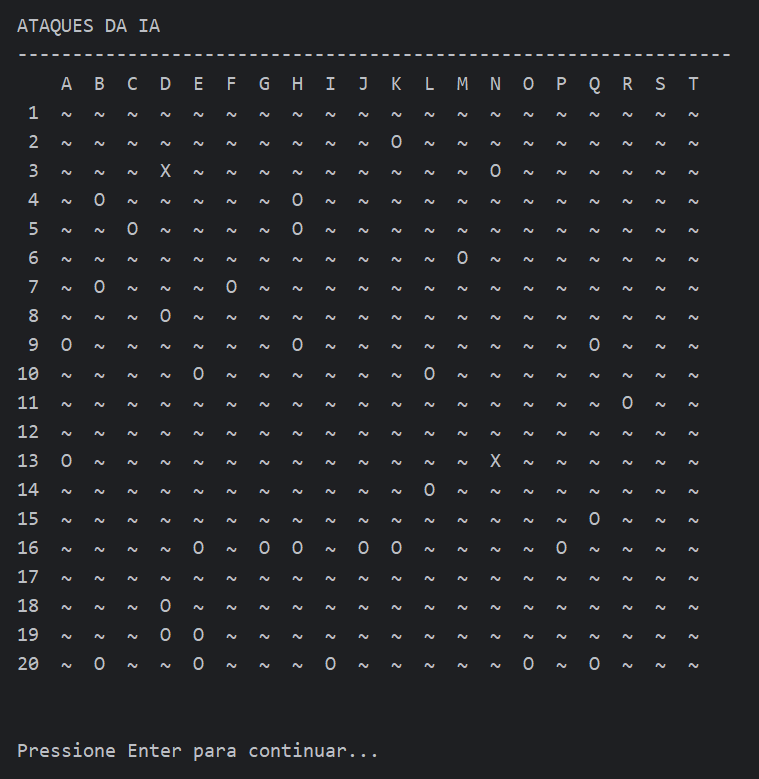 ATAQUES DA IA
-----------------------------------------------------------------
    A  B  C  D  E  F  G  H  I  J  K  L  M  N  O  P  Q  R  S  T
 1  ~  ~  ~  ~  ~  ~  ~  ~  ~  ~  ~  ~  ~  ~  ~  ~  ~  ~  ~  ~
 2  ~  ~  ~  ~  ~  ~  ~  ~  ~  ~  O  ~  ~  ~  ~  ~  ~  ~  ~  ~
 3  ~  ~  ~  X  ~  ~  ~  ~  ~  ~  ~  ~  ~  O  ~  ~  ~  ~  ~  ~
 4  ~  O  ~  ~  ~  ~  ~  O  ~  ~  ~  ~  ~  ~  ~  ~  ~  ~  ~  ~
 5  ~  ~  O  ~  ~  ~  ~  O  ~  ~  ~  ~  ~  ~  ~  ~  ~  ~  ~  ~
 6  ~  ~  ~  ~  ~  ~  ~  ~  ~  ~  ~  ~  O  ~  ~  ~  ~  ~  ~  ~
 7  ~  O  ~  ~  ~  O  ~  ~  ~  ~  ~  ~  ~  ~  ~  ~  ~  ~  ~  ~
 8  ~  ~  ~  O  ~  ~  ~  ~  ~  ~  ~  ~  ~  ~  ~  ~  ~  ~  ~  ~
 9  O  ~  ~  ~  ~  ~  ~  O  ~  ~  ~  ~  ~  ~  ~  ~  O  ~  ~  ~
10  ~  ~  ~  ~  O  ~  ~  ~  ~  ~  ~  O  ~  ~  ~  ~  ~  ~  ~  ~
11  ~  ~  ~  ~  ~  ~  ~  ~  ~  ~  ~  ~  ~  ~  ~  ~  ~  O  ~  ~
12  ~  ~  ~  ~  ~  ~  ~  ~  ~  ~  ~  ~  ~  ~  ~  ~  ~  ~  ~  ~
13  O  ~  ~  ~  ~  ~  ~  ~  ~  ~  ~  ~  ~  X  ~  ~  ~  ~  ~  ~
14  ~  ~  ~  ~  ~  ~  ~  ~  ~  ~  ~  O  ~  ~  ~  ~  ~  ~  ~  ~
15  ~  ~  ~  ~  ~  ~  ~  ~  ~  ~  ~  ~  ~  ~  ~  ~  O  ~  ~  ~
16  ~  ~  ~  ~  O  ~  O  O  ~  O  O  ~  ~  ~  ~  O  ~  ~  ~  ~
17  ~  ~  ~  ~  ~  ~  ~  ~  ~  ~  ~  ~  ~  ~  ~  ~  ~  ~  ~  ~
18  ~  ~  ~  O  ~  ~  ~  ~  ~  ~  ~  ~  ~  ~  ~  ~  ~  ~  ~  ~
19  ~  ~  ~  O  O  ~  ~  ~  ~  ~  ~  ~  ~  ~  ~  ~  ~  ~  ~  ~
20  ~  O  ~  ~  O  ~  ~  ~  O  ~  ~  ~  ~  ~  O  ~  O  ~  ~  ~
Pressione Enter para continuar...